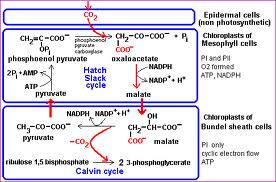 CO2
Epidermal cells
(non photosynthetic)
CH2=C-COO-
OPi
phosphoenol pyruvate
phosphoenol
pyruvate
carboxylase
CH2-C-COO-
COO-
O
oxaloacetate
Chloroplasts of
Mesophyll cells
PI and PII
O2 formed
ATP, NADPH
2Pi + AMP
ATP
pyruvate
Hatch
Slack
cycle
NADPH
NADP+ + H+
malate
NADPH NADP+ + H+
OH
CH3-C-COO-
O
CH2-CH-COO-
COO-
pyruvate
malate
-CO2
Chloroplasts of
Bundel sheath cells
PI only
cyclic electron flow
ATP
ribulose 1,5 bisphosphate
2 3-phosphoglycerate
Calvin cycle